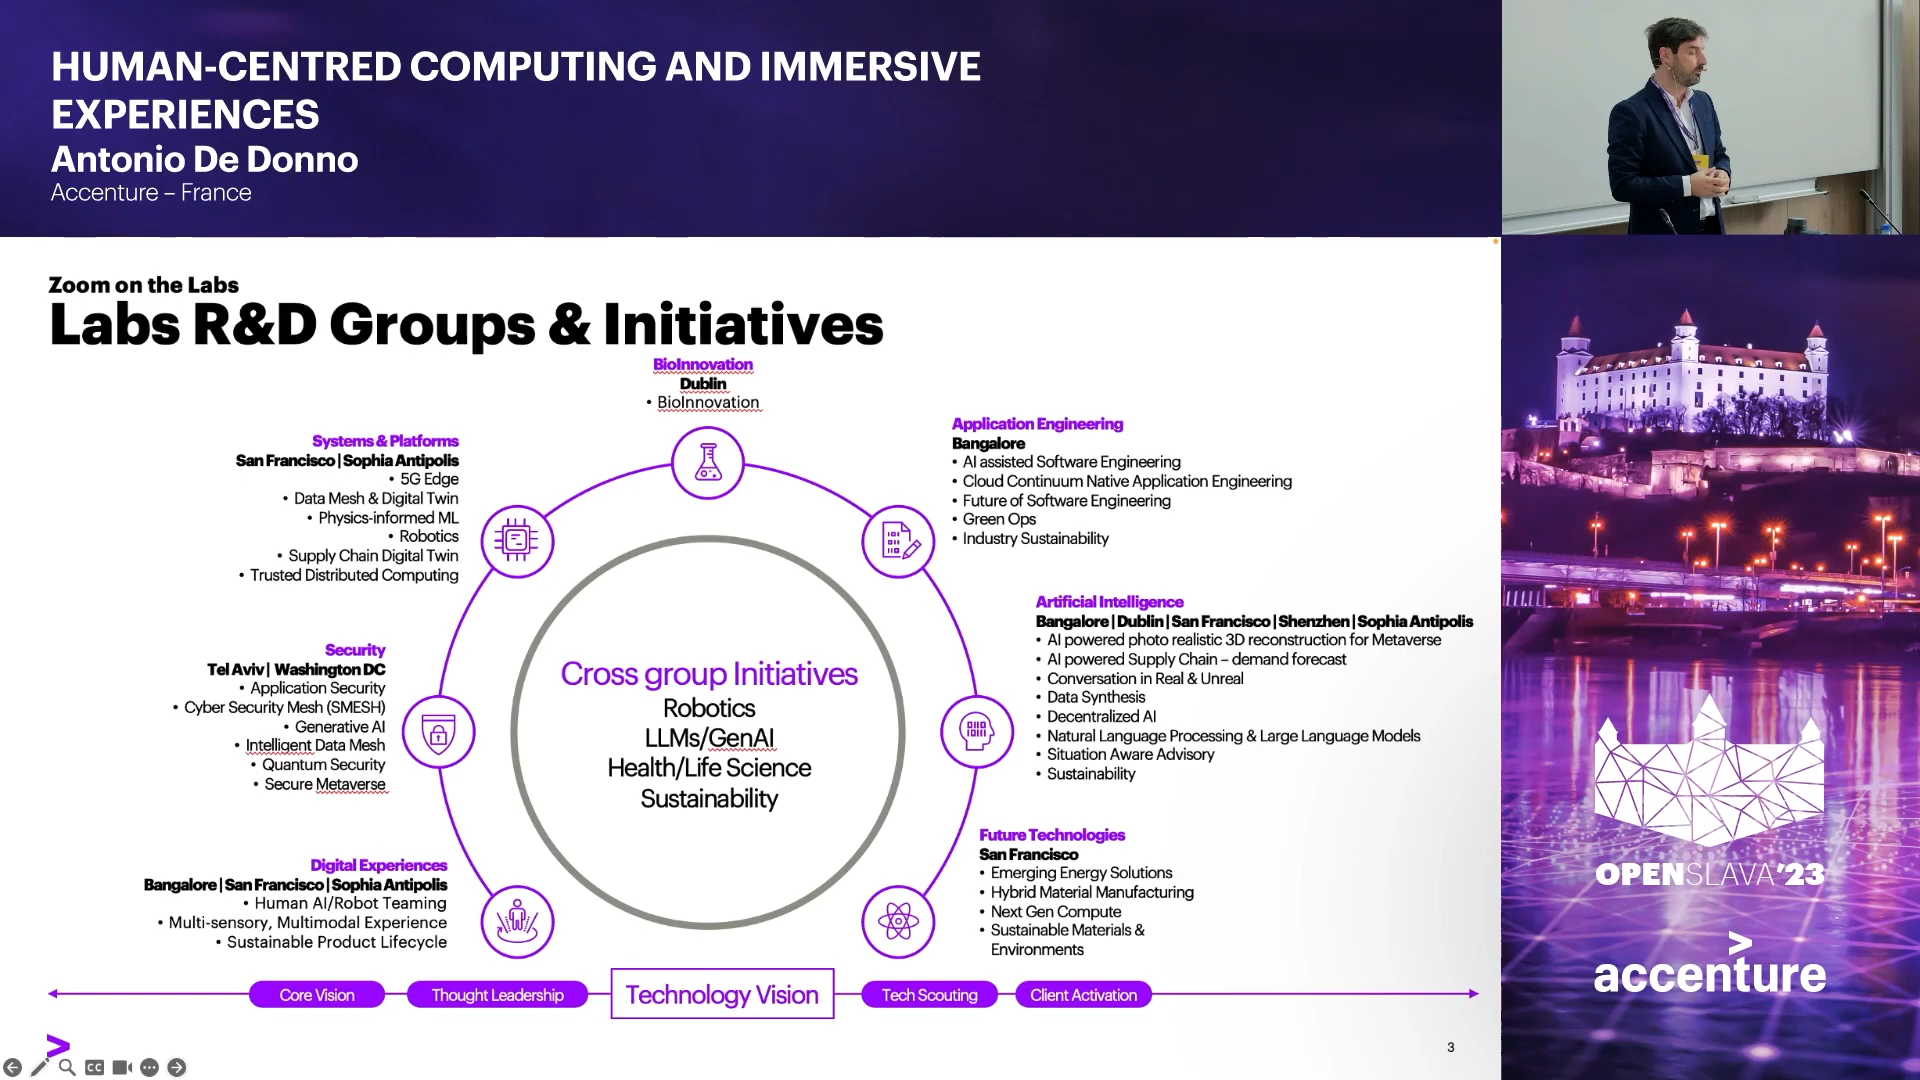 HUMAN-CENTRED COMPUTING AND IMMERSIVE
EXPERIENCES
Antonio De Donno
Accenture – France
Zoom on the Labs
Labs R&D Groups & Initiatives
BioInnovation
Dublin
• BioInnovation
Systems & Platforms
San Francisco | Sophia Antipolis
• 5G Edge
• Data Mesh & Digital Twin
• Physics-informed ML
• Robotics
• Supply Chain Digital Twin
• Trusted Distributed Computing
Application Engineering
Bangalore
• AI assisted Software Engineering
• Cloud Continuum Native Application Engineering
• Future of Software Engineering
• Green Ops
• Industry Sustainability
Security
Tel Aviv | Washington DC
• Application Security
• Cyber Security Mesh (SMESH)
• Generative AI
• Intelligent Data Mesh
• Quantum Security
• Secure Metaverse
Cross group Initiatives
Robotics
LLMs/GenAI
Health/Life Science
Sustainability
Artificial Intelligence
Bangalore | Dublin | San Francisco | Shenzhen | Sophia Antipolis
• AI powered photo realistic 3D reconstruction for Metaverse
• AI powered Supply Chain – demand forecast
• Conversation in Real & Unreal
• Data Synthesis
• Decentralized AI
• Natural Language Processing & Large Language Models
• Situation Aware Advisory
• Sustainability
Digital Experiences
Bangalore | San Francisco | Sophia Antipolis
• Human AI/Robot Teaming
• Multi-sensory, Multimodal Experience
• Sustainable Product Lifecycle
Future Technologies
San Francisco
• Emerging Energy Solutions
• Hybrid Material Manufacturing
• Next Gen Compute
• Sustainable Materials &
Environments
Core Vision
Thought Leadership
Technology Vision
Tech Scouting
Client Activation
3
CC
OPENSLAVA'23
accenture